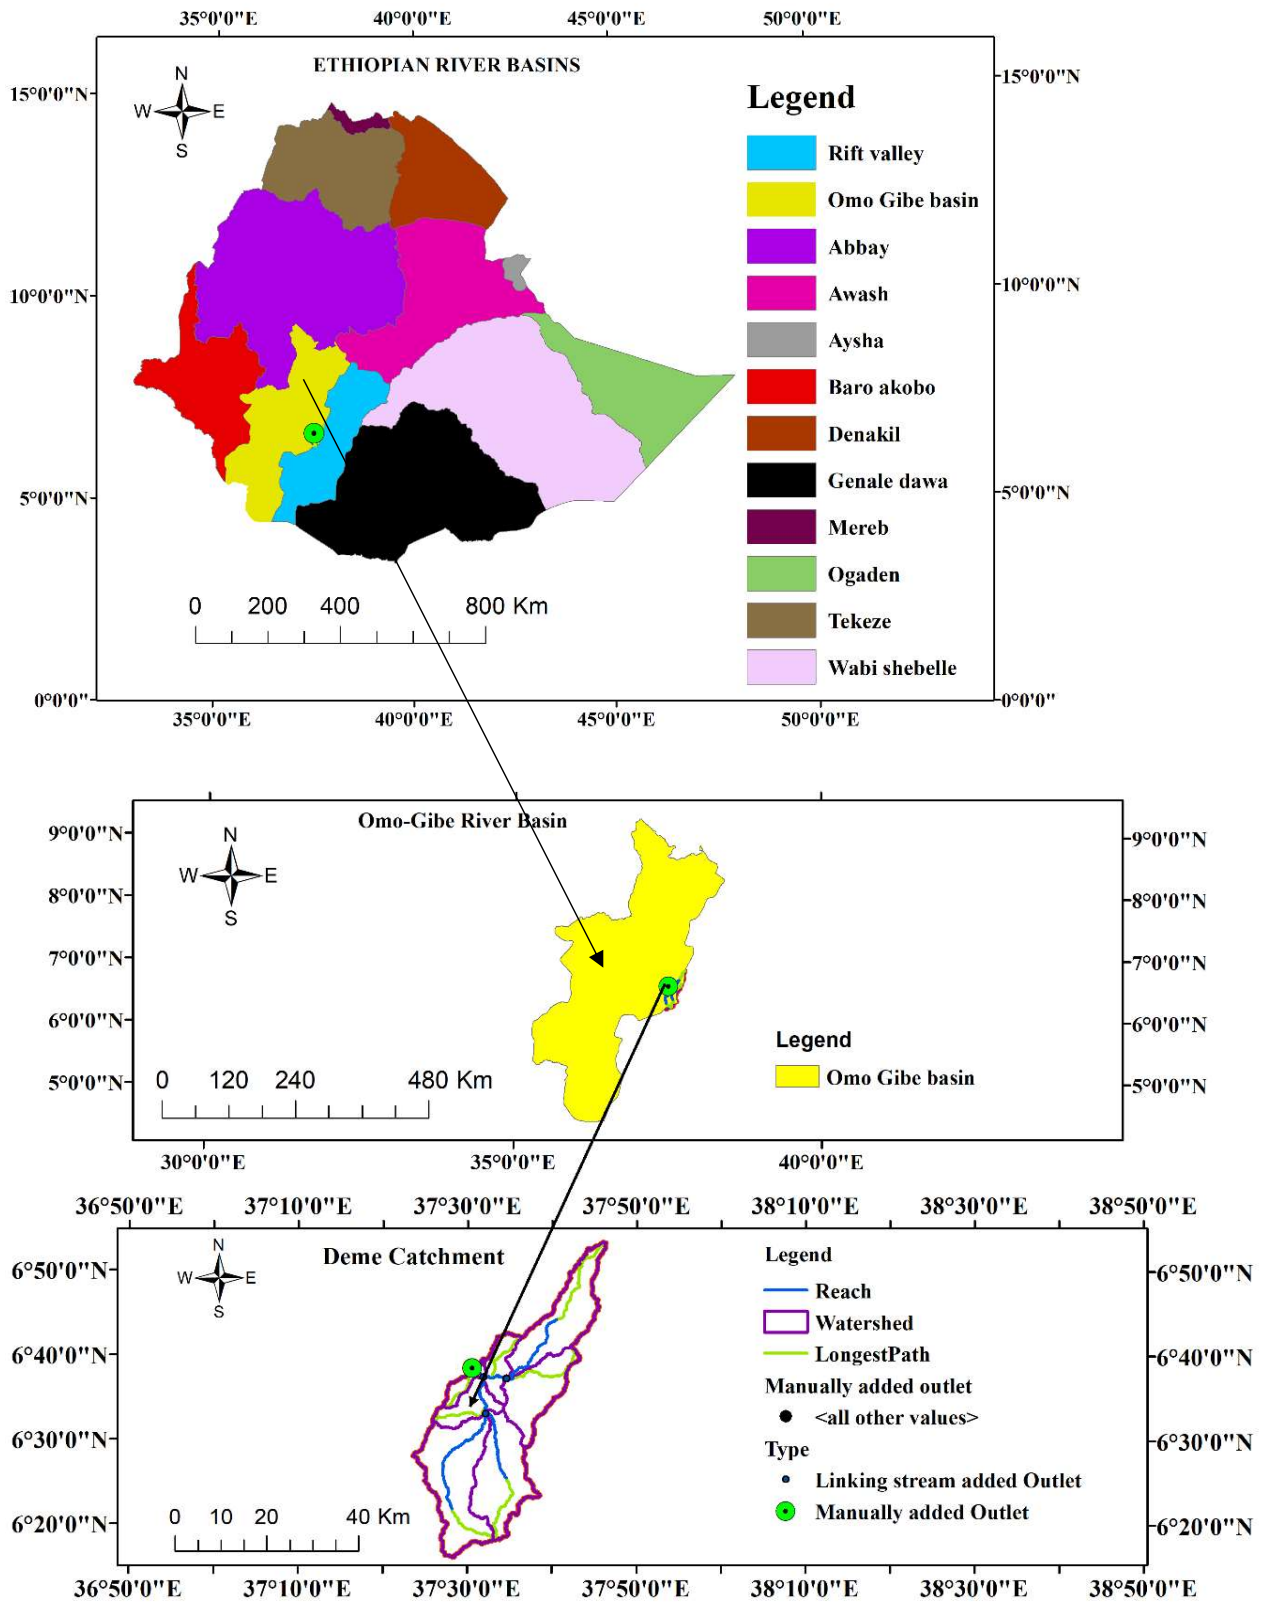 35°0'0"E 40°0'0"E 45°0'0"E 50°0'0"E
ETHIOPIAN RIVER BASINS
N
W E
S
15°0'0"N
10°0'0"N
5°0'0"N
0°0'0"
15°0'0"N
10°0'0"N
5°0'0"N
0°0'0"
Legend
Rift valley
Omo Gibe basin
Abbay
Awash
Aysha
Baro akobo
Denakil
Genale dawa
Mereb
Ogaden
Tekeze
Wabi shebelle
0 200 400 800 Km
35°0'0"E 40°0'0"E 45°0'0"E 50°0'0"E
Omo-Gibe River Basin
N
W E
S
9°0'0"N
8°0'0"N
7°0'0"N
6°0'0"N
5°0'0"N
9°0'0"N
8°0'0"N
7°0'0"N
6°0'0"N
5°0'0"N
Legend
Omo Gibe basin
0 120 240 480 Km
30°0'0"E 35°0'0"E 40°0'0"E
36°50'0"E 37°10'0"E 37°30'0"E 37°50'0"E 38°10'0"E 38°30'0"E 38°50'0"E
Deme Catchment
N
W E
S
6°50'0"N
6°40'0"N
6°30'0"N
6°20'0"N
6°50'0"N
6°40'0"N
6°30'0"N
6°20'0"N
Legend
Reach
Watershed
LongestPath
Manually added outlet
<all other values>
Type
Linking stream added Outlet
Manually added Outlet
0 10 20 40 Km
36°50'0"E 37°10'0"E 37°30'0"E 37°50'0"E 38°10'0"E 38°30'0"E 38°50'0"E